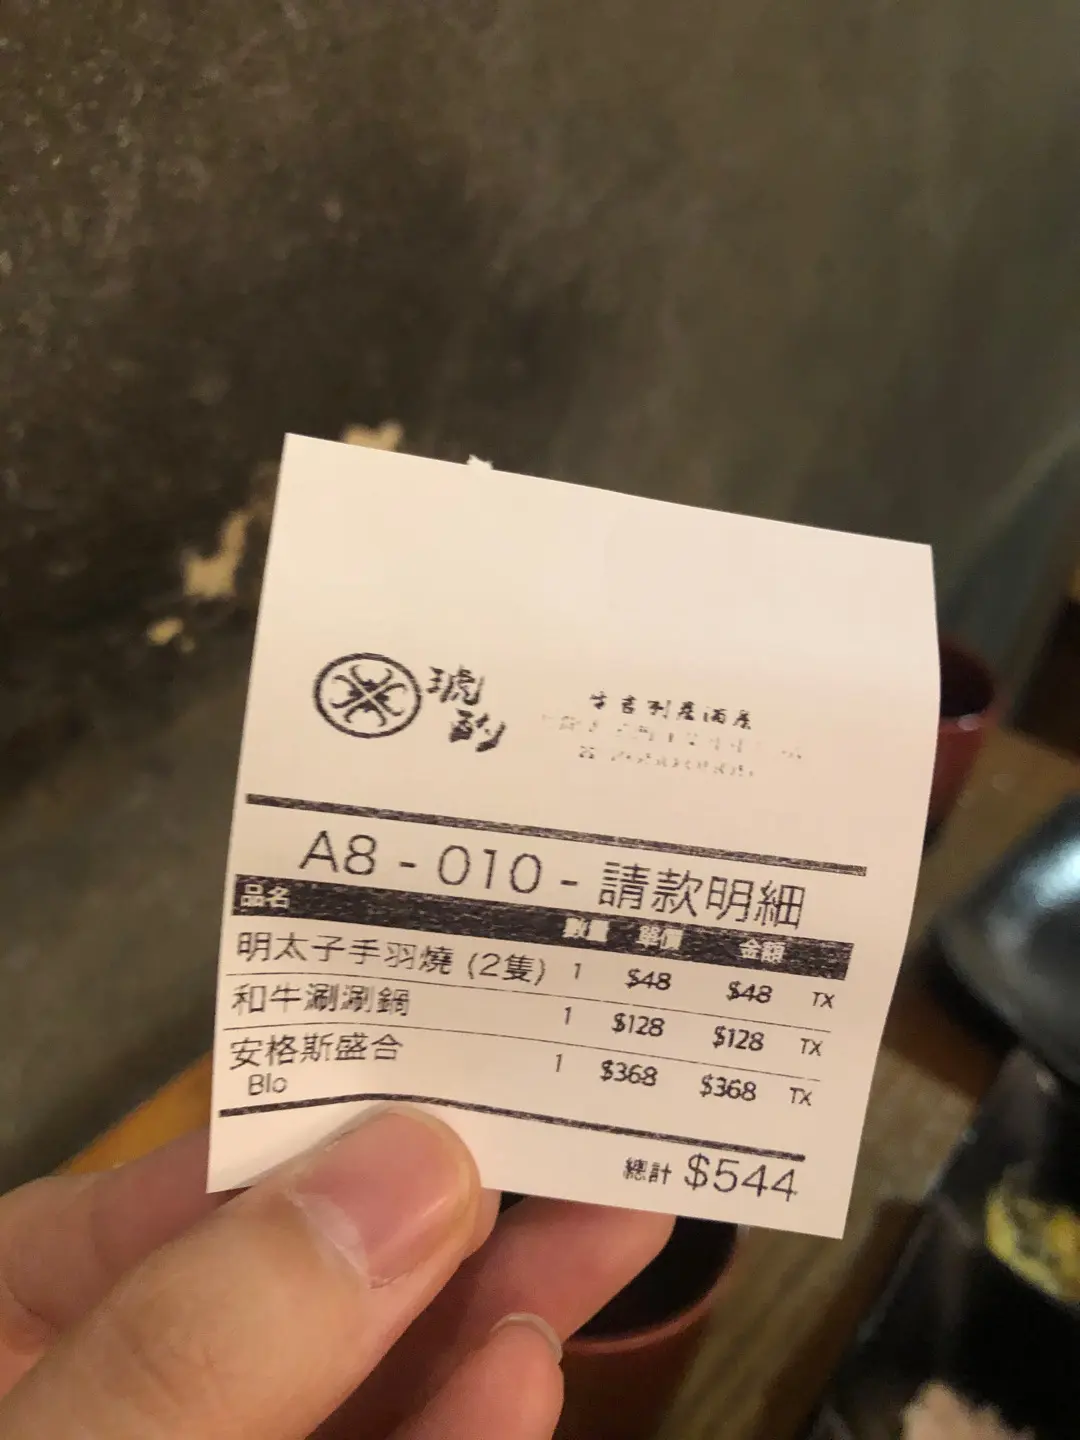 琥
酌
A8 - 010 - 請款明細
品名 數量 單價 金額
明太子手羽燒 (2隻) 1 $48 $48 TX
和牛涮涮鍋 1 $128 $128 TX
安格斯盛合 1 $368 $368 TX
Blo
總計 $544